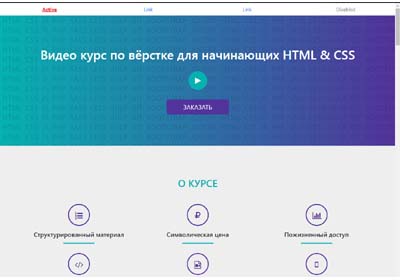 Active Link Link Disabled
Видео курс по вёрстке для начинающих HTML & CSS
ЗАКАЗАТЬ
О КУРСЕ
Структурированный материал Символическая цена Пожизненный доступ